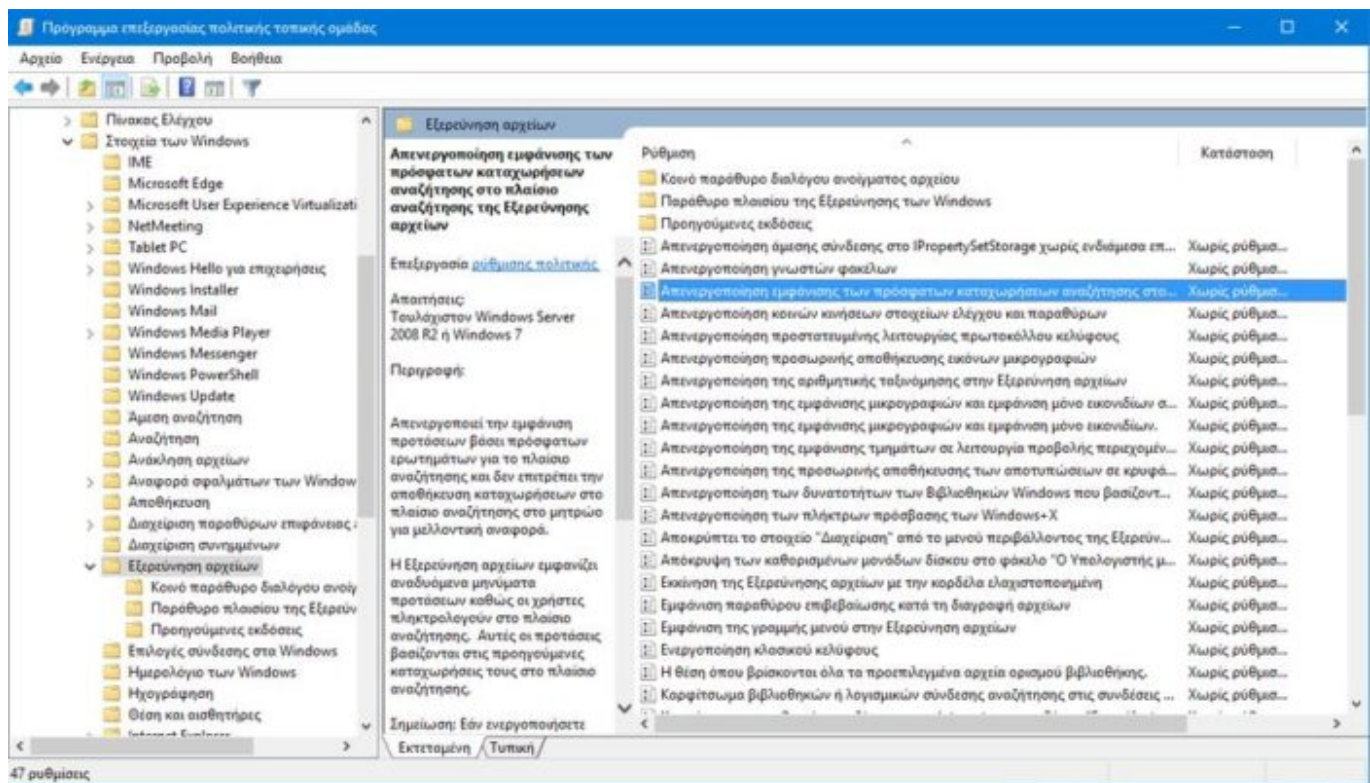 Πρόγραμμα επεξεργασίας πολιτικής τοπικής ομάδας
Αρχείο Ενέργεια Προβολή Βοήθεια
Πίνακας Ελέγχου
Στοιχεία των Windows
IME
Microsoft Edge
Microsoft User Experience Virtualizati
NetMeeting
Tablet PC
Windows Hello για επιχειρήσεις
Windows Installer
Windows Mail
Windows Media Player
Windows Messenger
Windows PowerShell
Windows Update
Άμεση αναζήτηση
Αναζήτηση
Ανάκληση αρχείων
Αναφορά σφαλμάτων των Window
Αποθήκευση
Διαχείριση παραθύρων επιφάνειας
Διαχείριση συνημμένων
Εξερεύνηση αρχείων
Κοινό παράθυρο διαλόγου ανοίγ
Παράθυρο πλαισίου της Εξερεύν
Προηγούμενες εκδόσεις
Επιλογές σύνδεσης στα Windows
Ημερολόγιο των Windows
Ηχογράφηση
Θέση και αισθητήρες
Internet Explorer
Εξερεύνηση αρχείων
Απενεργοποίηση εμφάνισης των
πρόσφατων καταχωρήσεων
αναζήτησης στο πλαίσιο
αναζήτησης της Εξερεύνησης
αρχείων
Επεξεργασία ρύθμισης πολιτικής
Απαιτήσεις:
Τουλάχιστον Windows Server
2008 R2 ή Windows 7
Περιγραφή:
Απενεργοποιεί την εμφάνιση
προτάσεων βάσει πρόσφατων
ερωτημάτων για το πλαίσιο
αναζήτησης και δεν επιτρέπει την
αποθήκευση καταχωρήσεων στο
πλαίσιο αναζήτησης στο μητρώο
για μελλοντική αναφορά.
Η Εξερεύνηση αρχείων εμφανίζει
αναδυόμενα μηνύματα
προτάσεων καθώς οι χρήστες
πληκτρολογούν στο πλαίσιο
αναζήτησης. Αυτές οι προτάσεις
βασίζονται στις προηγούμενες
καταχωρήσεις τους στο πλαίσιο
αναζήτησης.
Σημείωση: Εάν ενεργοποιήσετε
Ρύθμιση Κατάσταση
Κοινό παράθυρο διαλόγου ανοίγματος αρχείου
Παράθυρο πλαισίου της Εξερεύνησης των Windows
Προηγούμενες εκδόσεις
Απενεργοποίηση άμεσης σύνδεσης στο IPropertySetStorage χωρίς ενδιάμεσα επ... Χωρίς ρύθμισ...
Απενεργοποίηση γνωστών φακέλων Χωρίς ρύθμισ...
Απενεργοποίηση εμφάνισης των πρόσφατων καταχωρήσεων αναζήτησης στο... Χωρίς ρύθμισ...
Απενεργοποίηση κοινών κινήσεων στοιχείων ελέγχου και παραθύρων Χωρίς ρύθμισ...
Απενεργοποίηση προστατευμένης λειτουργίας πρωτοκόλλου κελύφους Χωρίς ρύθμισ...
Απενεργοποίηση προσωρινής αποθήκευσης εικόνων μικρογραφιών Χωρίς ρύθμισ...
Απενεργοποίηση της αριθμητικής ταξινόμησης στην Εξερεύνηση αρχείων Χωρίς ρύθμισ...
Απενεργοποίηση της εμφάνισης μικρογραφιών και εμφάνιση μόνο εικονιδίων σ... Χωρίς ρύθμισ...
Απενεργοποίηση της εμφάνισης μικρογραφιών και εμφάνιση μόνο εικονιδίων. Χωρίς ρύθμισ...
Απενεργοποίηση της εμφάνισης τμημάτων σε λειτουργία προβολής περιεχομέν... Χωρίς ρύθμισ...
Απενεργοποίηση της προσωρινής αποθήκευσης των αποτυπώσεων σε κρυφά... Χωρίς ρύθμισ...
Απενεργοποίηση των δυνατοτήτων των Βιβλιοθηκών Windows που βασίζοντ... Χωρίς ρύθμισ...
Απενεργοποίηση των πλήκτρων πρόσβασης των Windows+X Χωρίς ρύθμισ...
Αποκρύπτει το στοιχείο "Διαχείριση" από το μενού περιβάλλοντος της Εξερεύν... Χωρίς ρύθμισ...
Απόκρυψη των καθορισμένων μονάδων δίσκου στο φάκελο "Ο Υπολογιστής μ... Χωρίς ρύθμισ...
Εκκίνηση της Εξερεύνησης αρχείων με την κορδέλα ελαχιστοποιημένη Χωρίς ρύθμισ...
Εμφάνιση παραθύρου επιβεβαίωσης κατά τη διαγραφή αρχείων Χωρίς ρύθμισ...
Εμφάνιση της γραμμής μενού στην Εξερεύνηση αρχείων Χωρίς ρύθμισ...
Ενεργοποίηση κλασικού κελύφους Χωρίς ρύθμισ...
Η θέση όπου βρίσκονται όλα τα προεπιλεγμένα αρχεία ορισμού βιβλιοθήκης. Χωρίς ρύθμισ...
Καρφίτσωμα βιβλιοθηκών ή λογισμικών σύνδεσης αναζήτησης στις συνδέσεις ... Χωρίς ρύθμισ...
Εκτεταμένη Τυπική
47 ρυθμίσεις